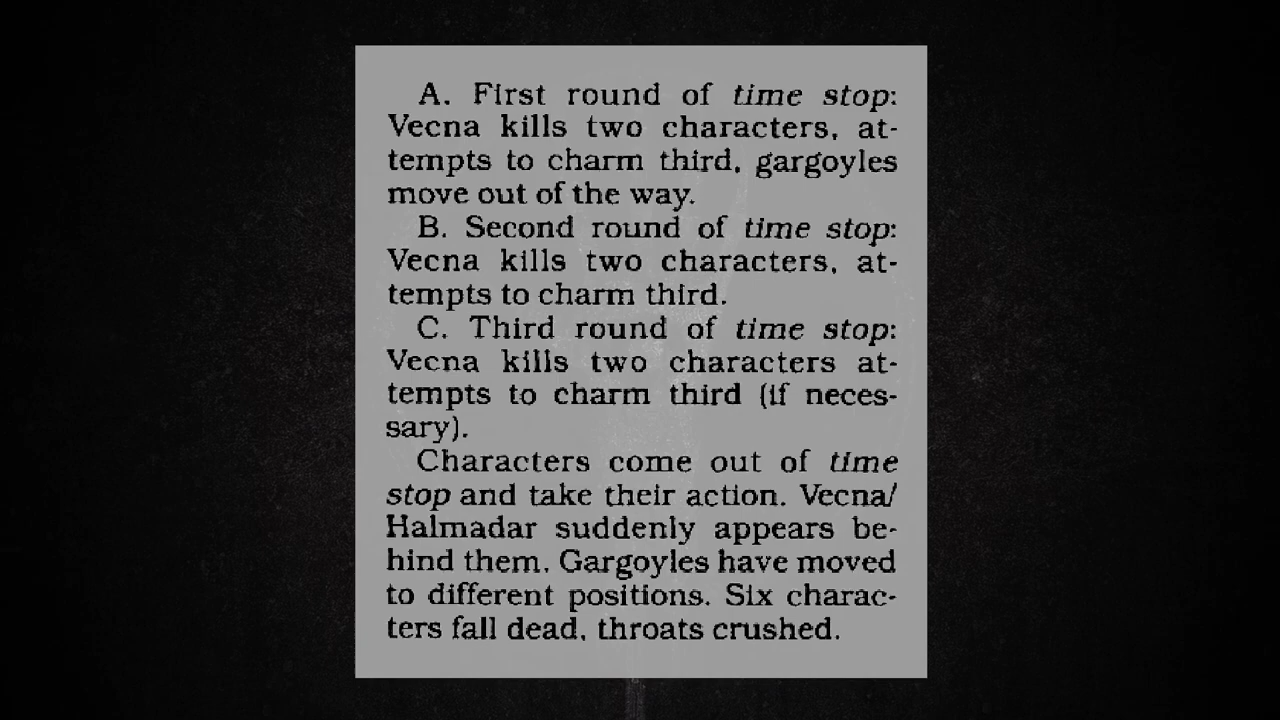 A. First round of time stop:
Vecna kills two characters, at-
tempts to charm third, gargoyles
move out of the way.
B. Second round of time stop:
Vecna kills two characters, at-
tempts to charm third.
C. Third round of time stop:
Vecna kills two characters at-
tempts to charm third (if neces-
sary).
Characters come out of time
stop and take their action. Vecna/
Halmadar suddenly appears be-
hind them. Gargoyles have moved
to different positions. Six charac-
ters fall dead, throats crushed.